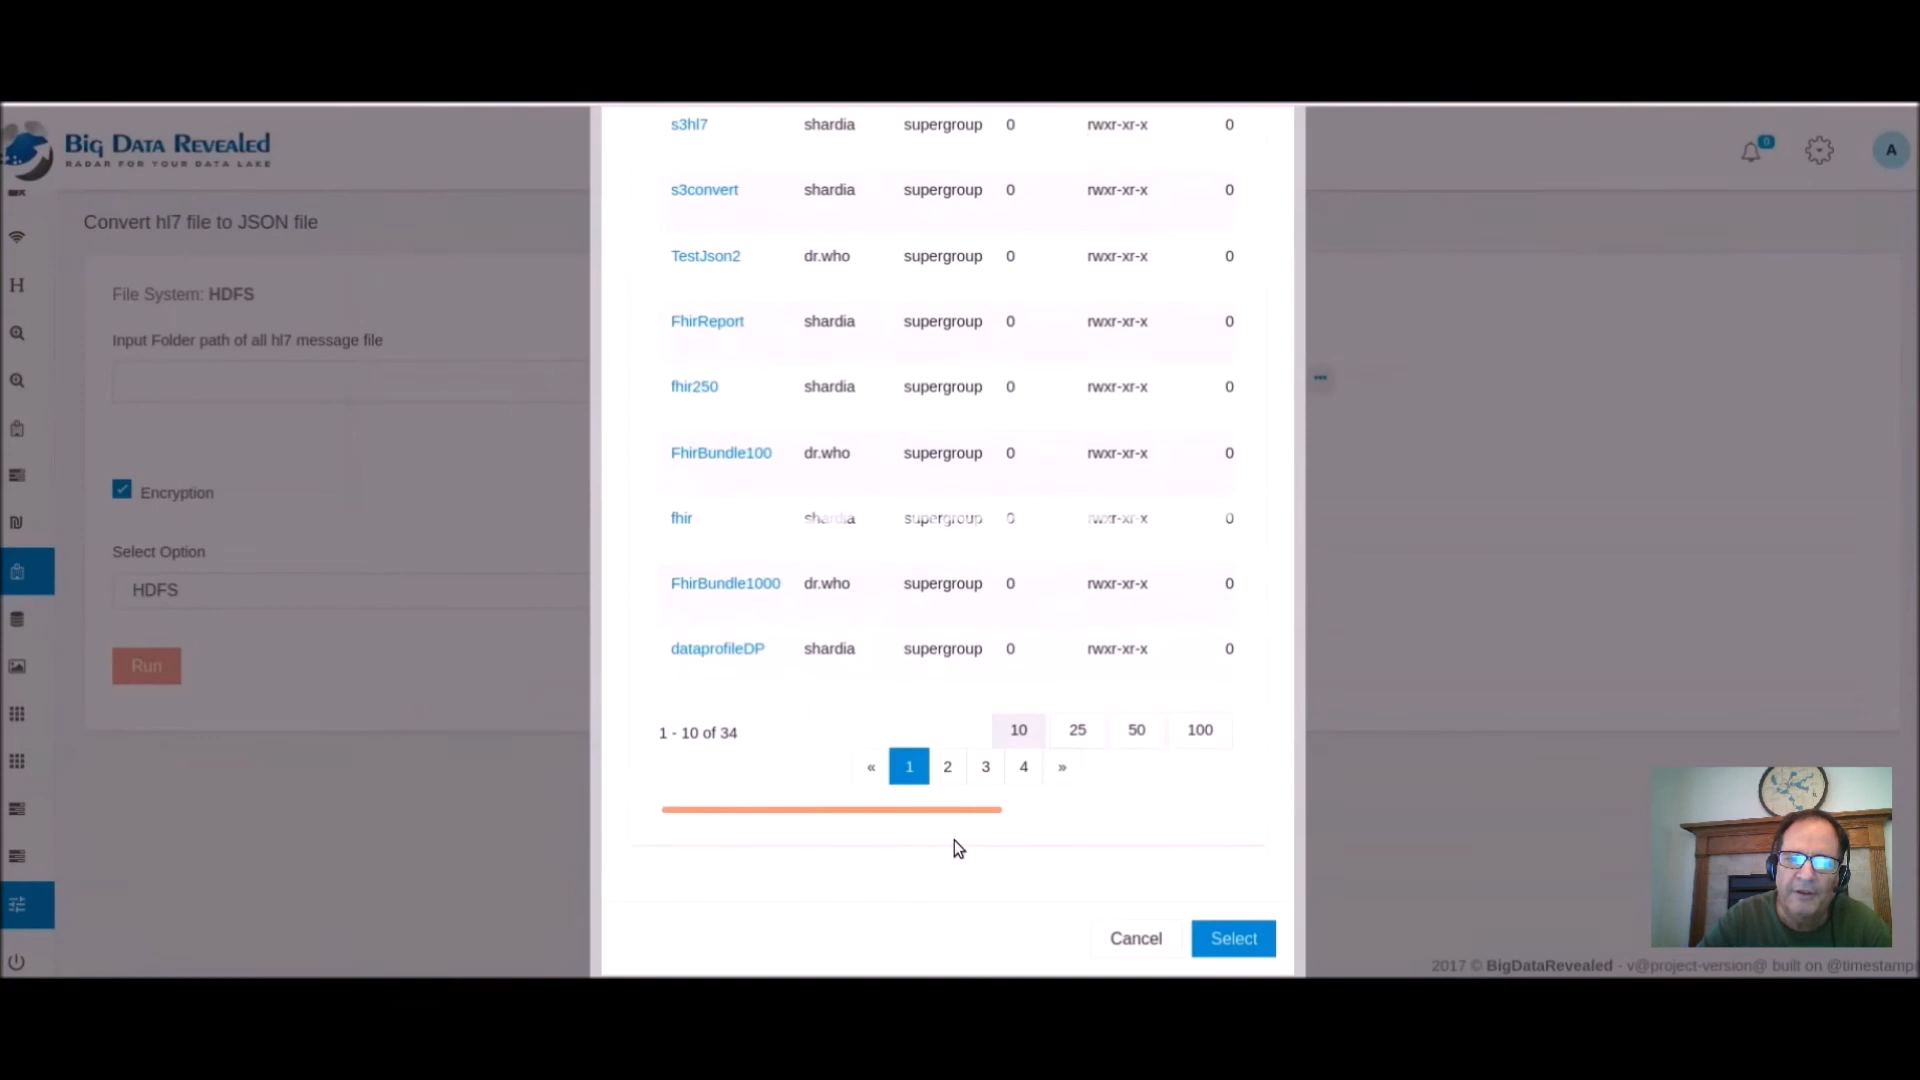 Big Data Revealed
RADAR FOR YOUR DATA LAKE
0
A
Convert hl7 file to JSON file
File System: HDFS
Input Folder path of all hl7 message file
Encryption
Select Option
HDFS
Run
s3hl7 shardia supergroup 0 rwxr-xr-x 0
s3convert shardia supergroup 0 rwxr-xr-x 0
TestJson2 dr.who supergroup 0 rwxr-xr-x 0
FhirReport shardia supergroup 0 rwxr-xr-x 0
fhir250 shardia supergroup 0 rwxr-xr-x 0
FhirBundle100 dr.who supergroup 0 rwxr-xr-x 0
fhir shardia supergroup 0 rwxr-xr-x 0
FhirBundle1000 dr.who supergroup 0 rwxr-xr-x 0
dataprofileDP shardia supergroup 0 rwxr-xr-x 0
1 - 10 of 34 10 25 50 100
« 1 2 3 4 »
Cancel Select
2017 © BigDataRevealed - v@project-version@ built on @timestamp